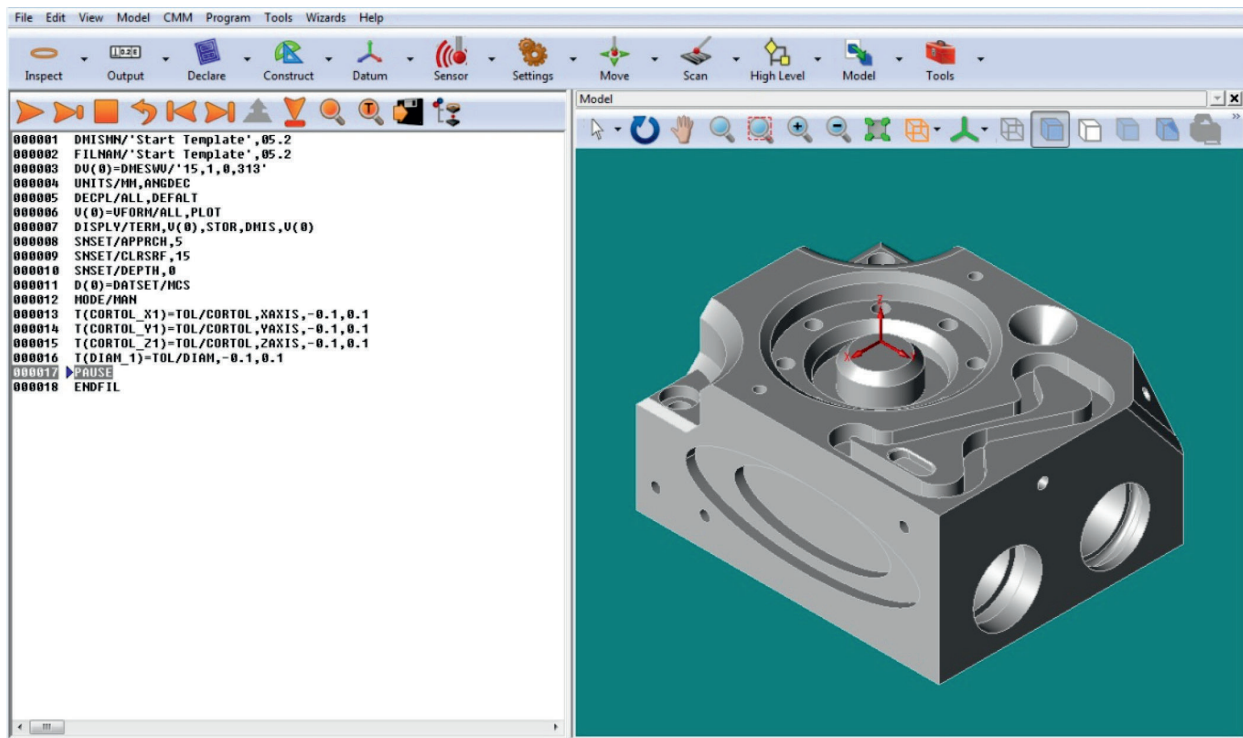 File Edit View Model CMM Program Tools Wizards Help
Inspect Output Declare Construct Datum Sensor Settings Move Scan High Level Model Tools
Model
000001 DMISMN/'Start Template',05.2
000002 FILNAM/'Start Template',05.2
000003 DV(0)=DMESWV/'15,1,0,313'
000004 UNITS/MM,ANGDEC
000005 DECPL/ALL,DEFALT
000006 V(0)=VFORM/ALL,PLOT
000007 DISPLY/TERM,V(0),STOR,DMIS,V(0)
000008 SNSET/APPRCH,5
000009 SNSET/CLRSRF,15
000010 SNSET/DEPTH,0
000011 D(0)=DATSET/MCS
000012 MODE/MAN
000013 T(CORTOL_X1)=TOL/CORTOL,XAXIS,-0.1,0.1
000014 T(CORTOL_Y1)=TOL/CORTOL,YAXIS,-0.1,0.1
000015 T(CORTOL_Z1)=TOL/CORTOL,ZAXIS,-0.1,0.1
000016 T(DIAM_1)=TOL/DIAM,-0.1,0.1
000017 PAUSE
000018 ENDFIL
Z
X